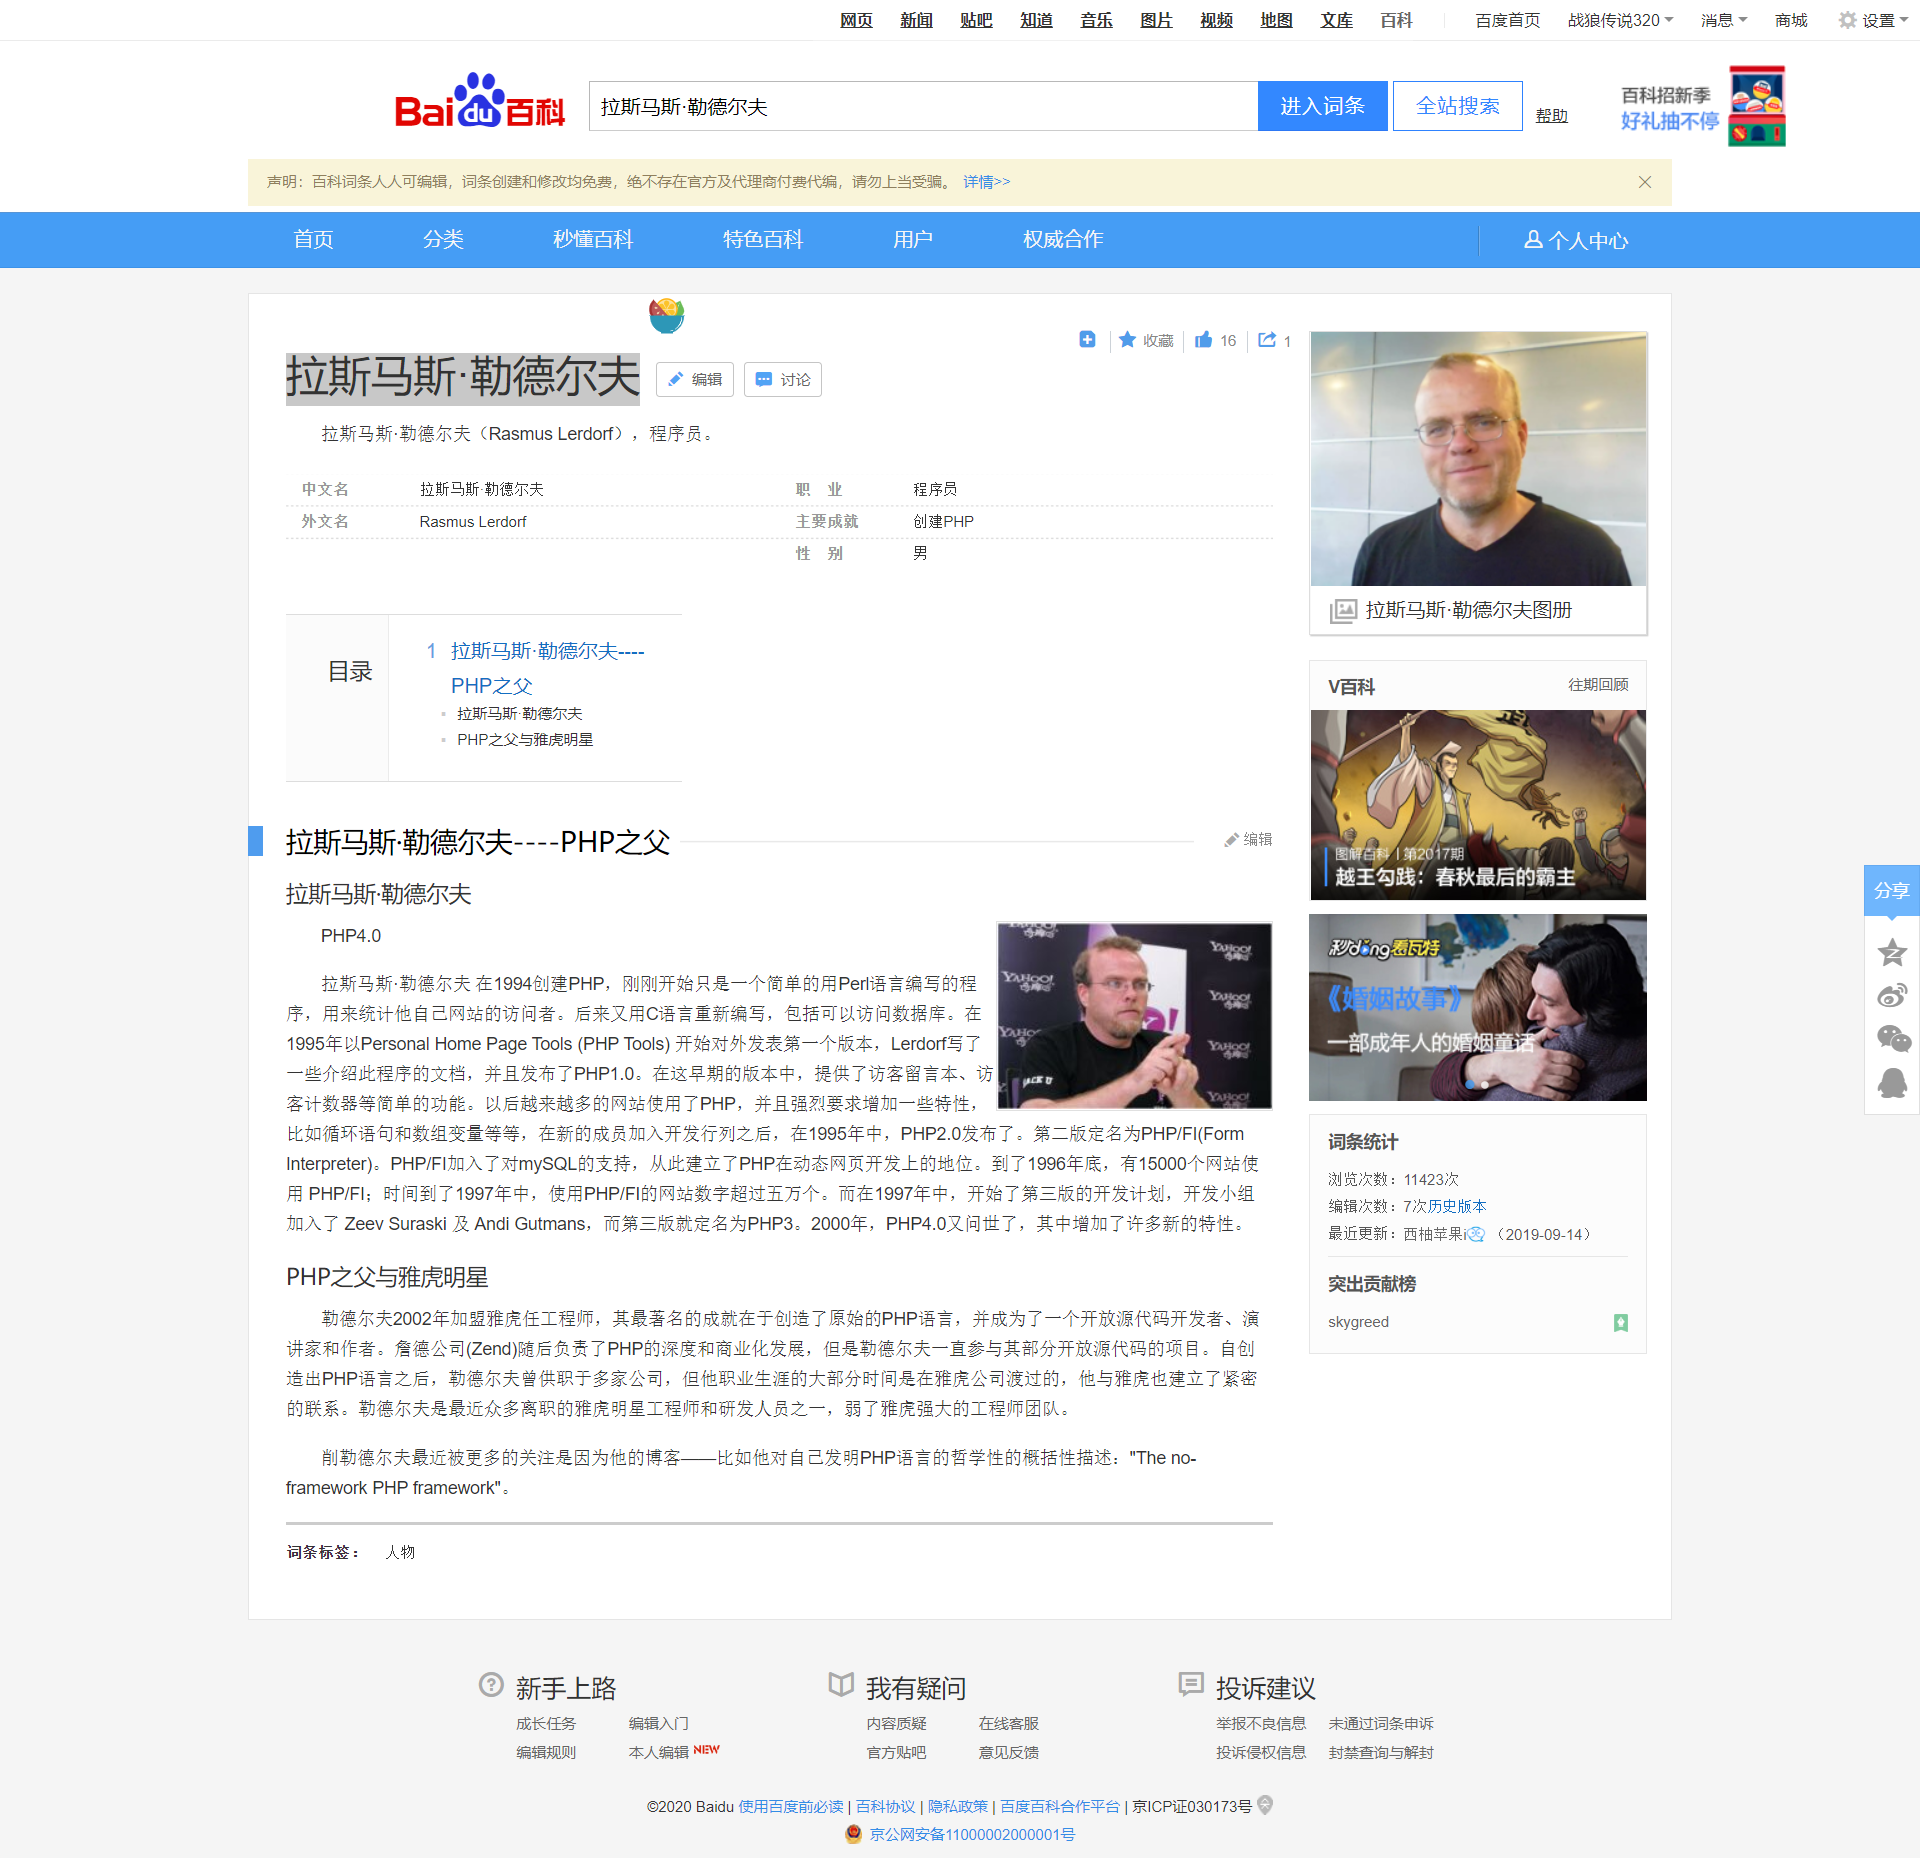 网页 新闻 贴吧 知道 音乐 图片 视频 地图 文库 百科 百度首页 战狼传说320 消息 商城 设置
Bai du 百科
拉斯马斯·勒德尔夫
进入词条 全站搜索 帮助
百科招新季
好礼抽不停
声明：百科词条人人可编辑，词条创建和修改均免费，绝不存在官方及代理商付费代编，请勿上当受骗。 详情>>
首页 分类 秒懂百科 特色百科 用户 权威合作 个人中心
收藏 16 1
拉斯马斯·勒德尔夫 编辑 讨论
拉斯马斯·勒德尔夫（Rasmus Lerdorf），程序员。
中文名 拉斯马斯·勒德尔夫 职 业 程序员
外文名 Rasmus Lerdorf 主要成就 创建PHP
性 别 男
目录
1 拉斯马斯·勒德尔夫----
PHP之父
拉斯马斯·勒德尔夫
PHP之父与雅虎明星
拉斯马斯·勒德尔夫----PHP之父 编辑
拉斯马斯·勒德尔夫
PHP4.0
拉斯马斯·勒德尔夫 在1994创建PHP，刚刚开始只是一个简单的用Perl语言编写的程
序，用来统计他自己网站的访问者。后来又用C语言重新编写，包括可以访问数据库。在
1995年以Personal Home Page Tools (PHP Tools) 开始对外发表第一个版本，Lerdorf写了
一些介绍此程序的文档，并且发布了PHP1.0。在这早期的版本中，提供了访客留言本、访
客计数器等简单的功能。以后越来越多的网站使用了PHP，并且强烈要求增加一些特性，
比如循环语句和数组变量等等，在新的成员加入开发行列之后，在1995年中，PHP2.0发布了。第二版定名为PHP/FI(Form
Interpreter)。PHP/FI加入了对mySQL的支持，从此建立了PHP在动态网页开发上的地位。到了1996年底，有15000个网站使
用 PHP/FI；时间到了1997年中，使用PHP/FI的网站数字超过五万个。而在1997年中，开始了第三版的开发计划，开发小组
加入了 Zeev Suraski 及 Andi Gutmans，而第三版就定名为PHP3。2000年，PHP4.0又问世了，其中增加了许多新的特性。
YAHOO!
YAHOO!
YAHOO!
YAHOO!
YAHOO!
PHP之父与雅虎明星
勒德尔夫2002年加盟雅虎任工程师，其最著名的成就在于创造了原始的PHP语言，并成为了一个开放源代码开发者、演
讲家和作者。詹德公司(Zend)随后负责了PHP的深度和商业化发展，但是勒德尔夫一直参与其部分开放源代码的项目。自创
造出PHP语言之后，勒德尔夫曾供职于多家公司，但他职业生涯的大部分时间是在雅虎公司渡过的，他与雅虎也建立了紧密
的联系。勒德尔夫是最近众多离职的雅虎明星工程师和研发人员之一，弱了雅虎强大的工程师团队。
削勒德尔夫最近被更多的关注是因为他的博客——比如他对自己发明PHP语言的哲学性的概括性描述："The no-
framework PHP framework"。
词条标签： 人物
拉斯马斯·勒德尔夫图册
V百科 往期回顾
图解百科 | 第2017期
越王勾践：春秋最后的霸主
秒dǒng 看瓦特
《婚姻故事》
一部成年人的婚姻童话
词条统计
浏览次数：11423次
编辑次数：7次历史版本
最近更新：西柚苹果i （2019-09-14）
突出贡献榜
skygreed
分享
新手上路 我有疑问 投诉建议
成长任务 编辑入门 内容质疑 在线客服 举报不良信息 未通过词条申诉
编辑规则 本人编辑 NEW 官方贴吧 意见反馈 投诉侵权信息 封禁查询与解封
©2020 Baidu 使用百度前必读 | 百科协议 | 隐私政策 | 百度百科合作平台 | 京ICP证030173号
京公网安备11000002000001号